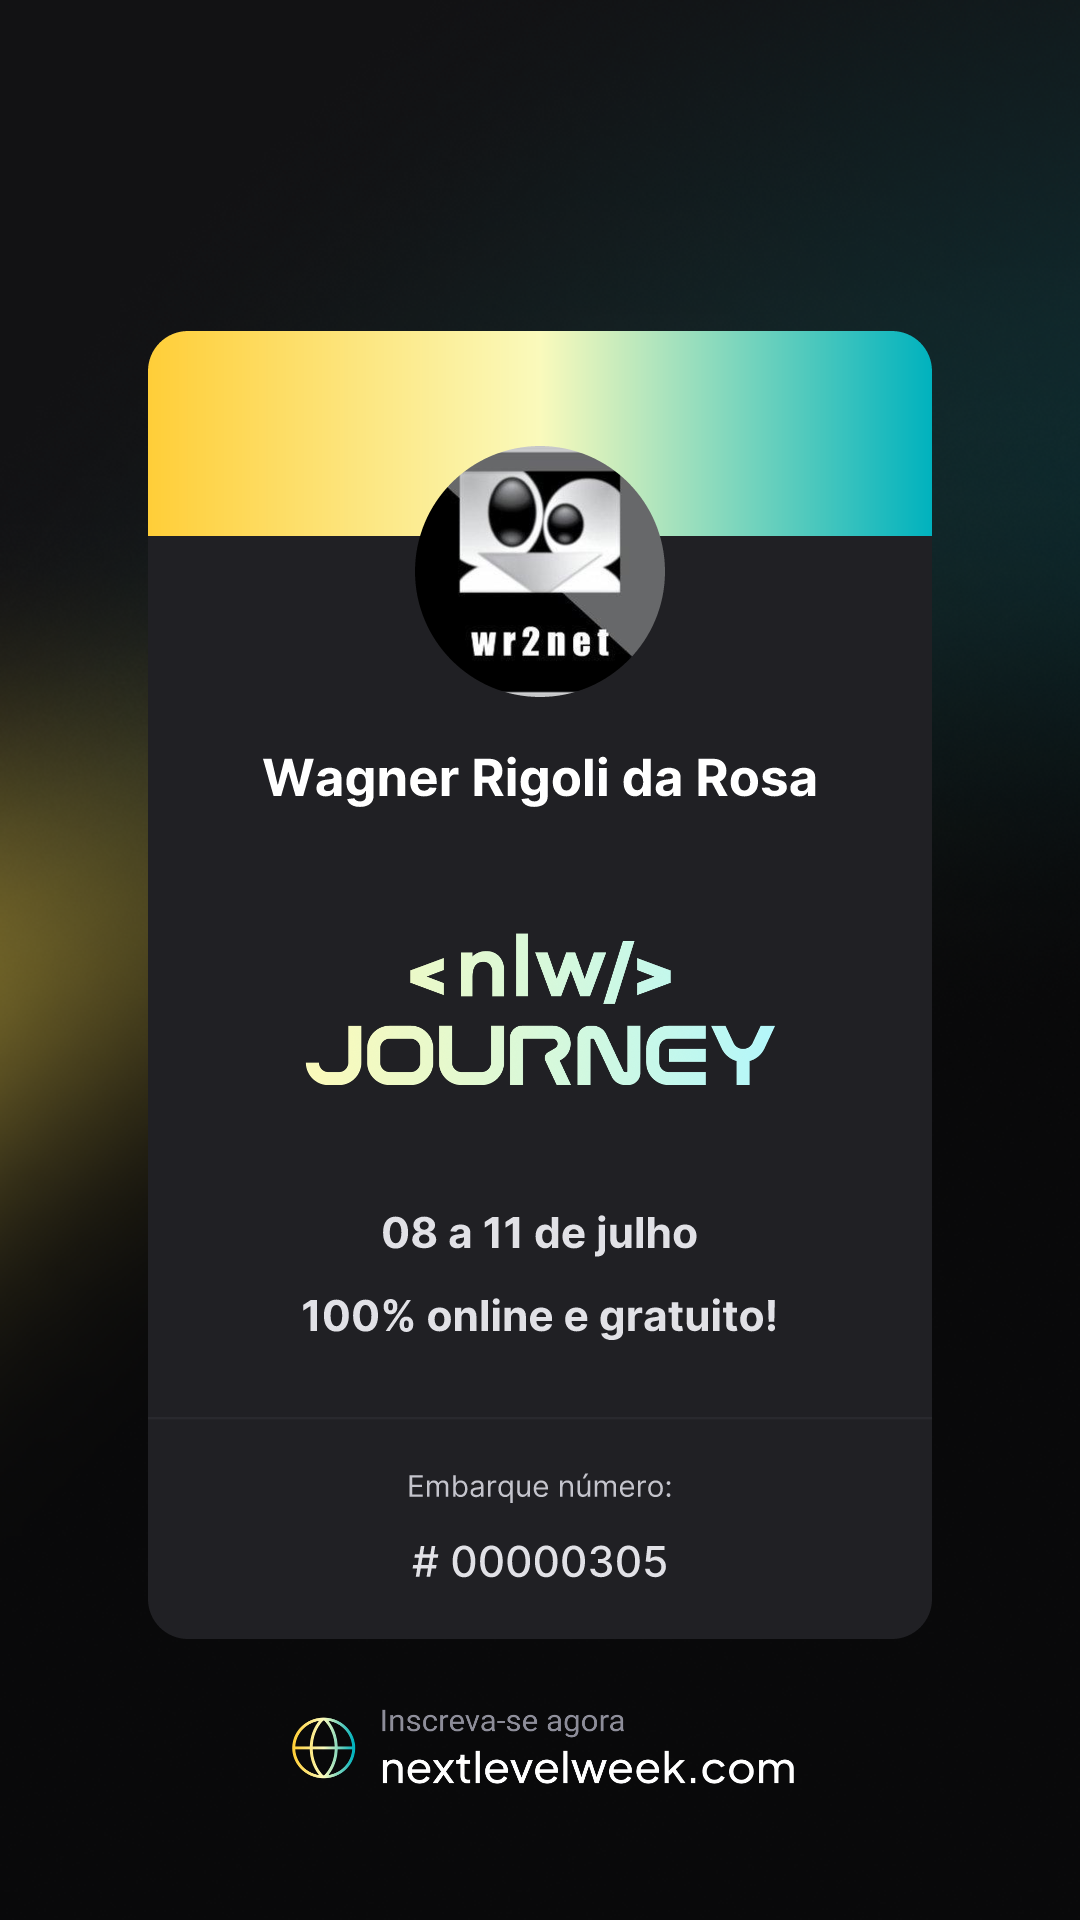 wr2net
Wagner Rigoli da Rosa
<nlw/>
JOURNEY
08 a 11 de julho
100% online e gratuito!
Embarque número:
# 00000305
Inscreva-se agora
nextlevelweek.com